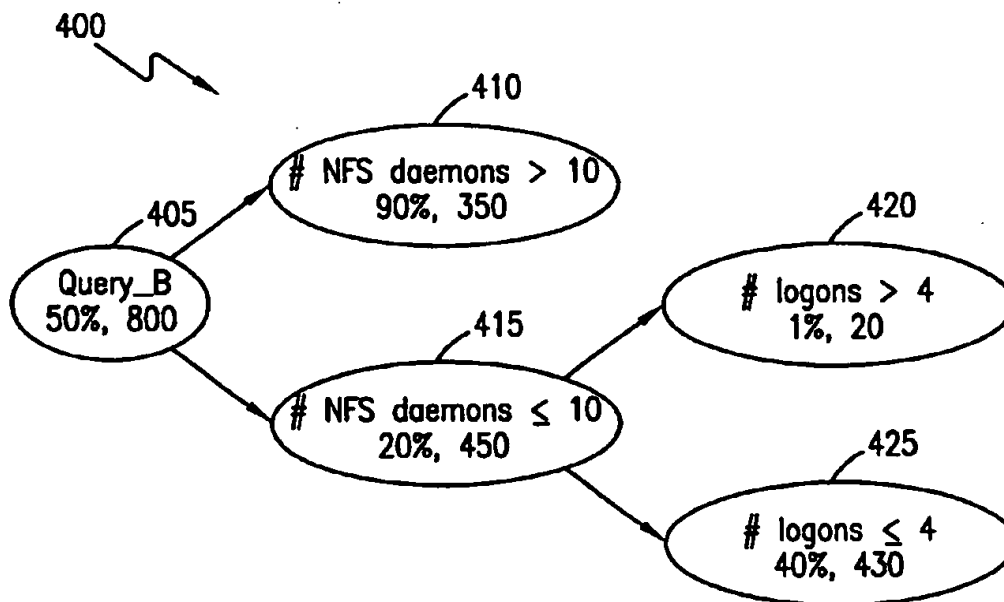 400
410
# NFS daemons > 10
90%, 350
405
Query_B
50%, 800
420
# logons > 4
1%, 20
415
# NFS daemons ≤ 10
20%, 450
425
# logons ≤ 4
40%, 430